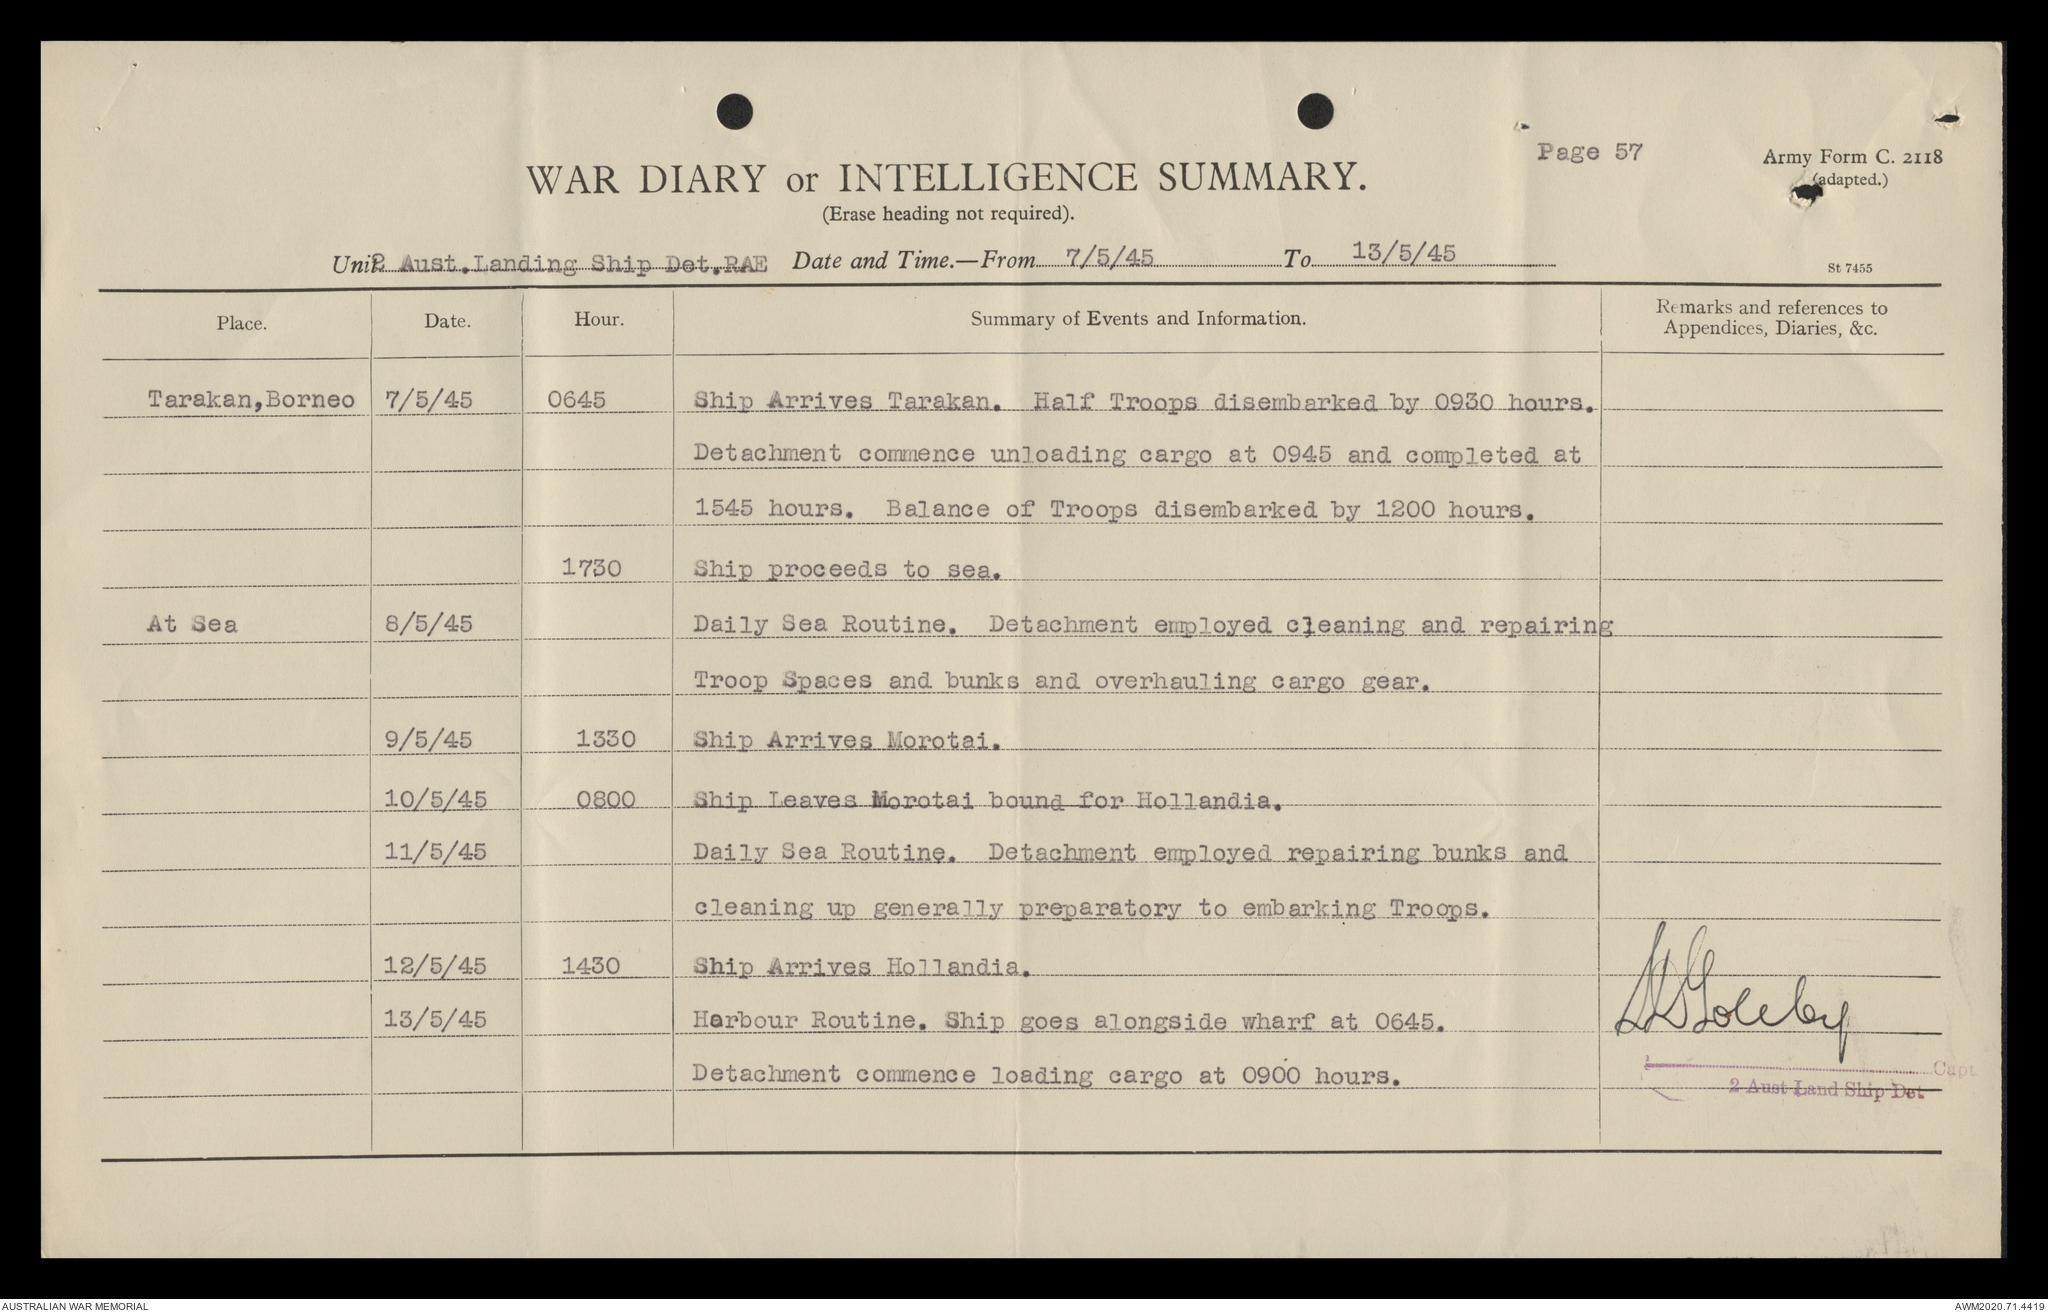 Page 57
Army Form C. 2118
(adapted.)
WAR DIARY or INTELLIGENCE SUMMARY.
(Erase heading not required).
Unit 2 Aust.Landing Ship Det,RAE Date and Time.—From 7/5/45 To 13/5/45
St 7455
Place. Date. Hour. Summary of Events and Information. Remarks and references to
Appendices, Diaries, &c.
Tarakan,Borneo 7/5/45 0645 Ship Arrives Tarakan. Half Troops disembarked by 0930 hours.
Detachment commence unloading cargo at 0945 and completed at
1545 hours. Balance of Troops disembarked by 1200 hours.
1730 Ship proceeds to sea.
At Sea 8/5/45 Daily Sea Routine. Detachment employed cleaning and repairing
Troop Spaces and bunks and overhauling cargo gear.
9/5/45 1330 Ship Arrives Morotai.
10/5/45 0800 Ship Leaves Morotai bound for Hollandia.
11/5/45 Daily Sea Routine. Detachment employed repairing bunks and
cleaning up generally preparatory to embarking Troops.
12/5/45 1430 Ship Arrives Hollandia.
13/5/45 Harbour Routine. Ship goes alongside wharf at 0645.
Detachment commence loading cargo at 0900 hours.
Capt
2 Aust Land Ship Det
AUSTRALIAN WAR MEMORIAL
AWM2020.71.4419